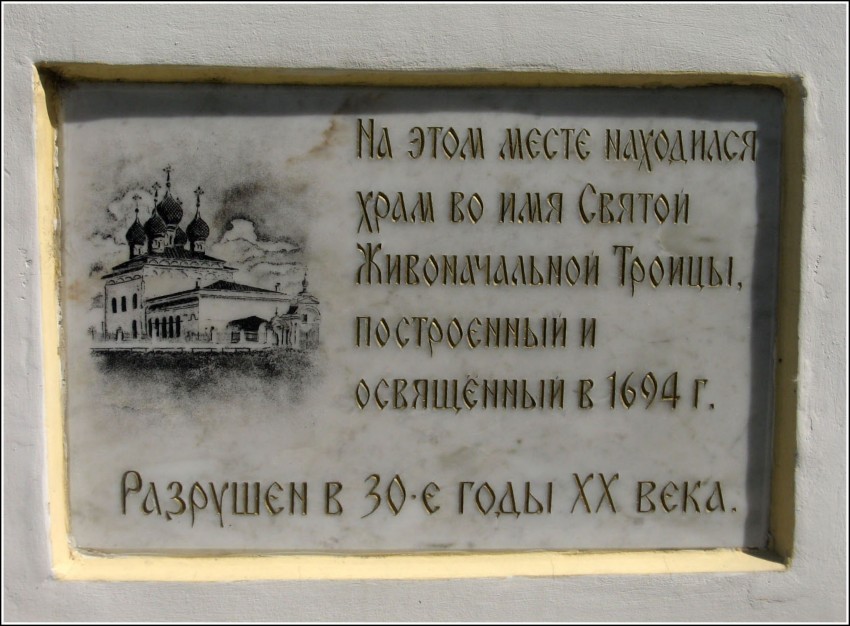 На этом месте находился
храм во имя Святой
Живоначальной Троицы,
построенный и
освящённый в 1694 г.
Разрушен в 30-е годы XX века.